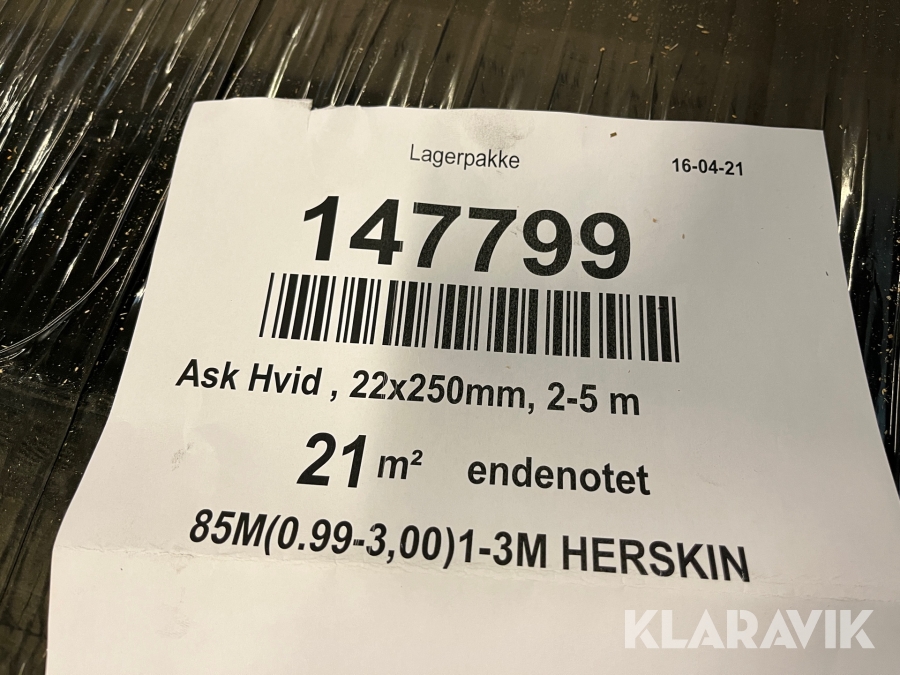 Lagerpakke 16-04-21
147799
Ask Hvid , 22x250mm, 2-5 m
21 m² endenotet
85M(0.99-3,00)1-3M HERSKIN
KLARAVIK